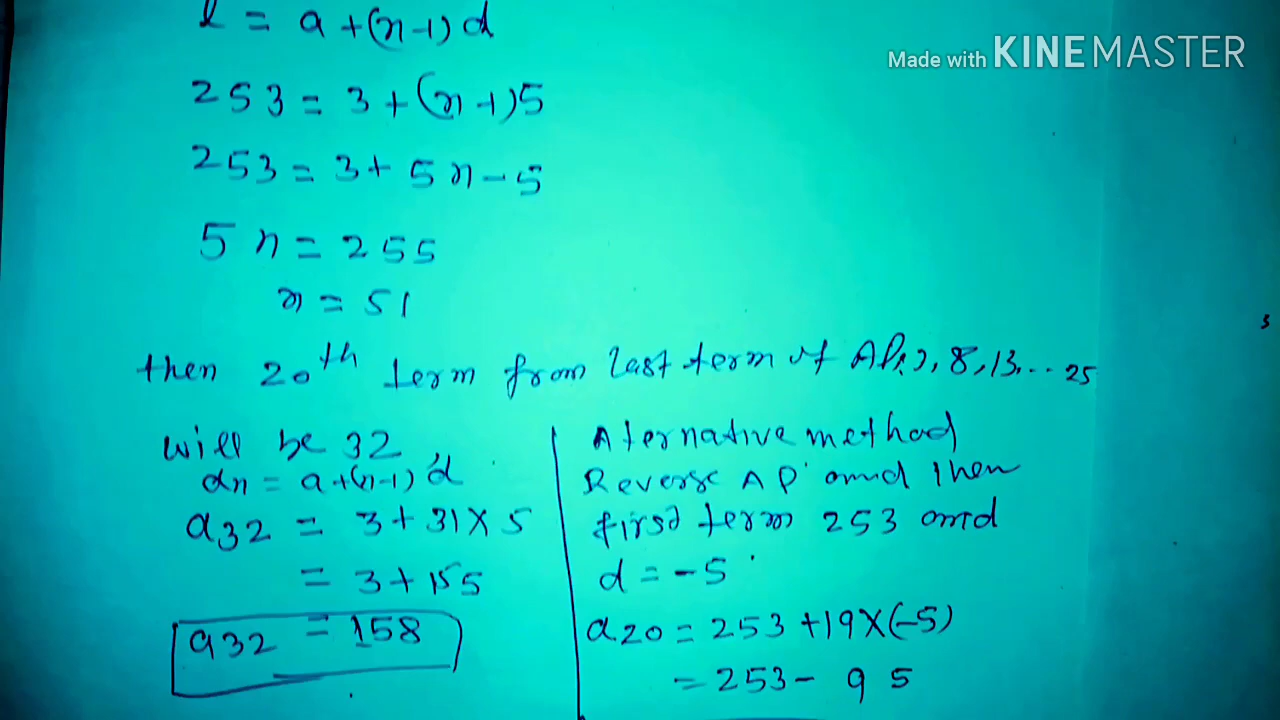 Made with KINEMASTER
l = a + (n-1) d
253 = 3 + (n-1)5
253 = 3 + 5n - 5
5n = 255
n = 51
then 20th term from last term of AP: 3, 8, 13, ... 25
will be 32
an = a + (n-1) d
a32 = 3 + 31 X 5
= 3 + 155
a32 = 158
Aternative method
Reverse AP and then
first term 253 and
d = -5
a20 = 253 + 19 X (-5)
= 253 - 95